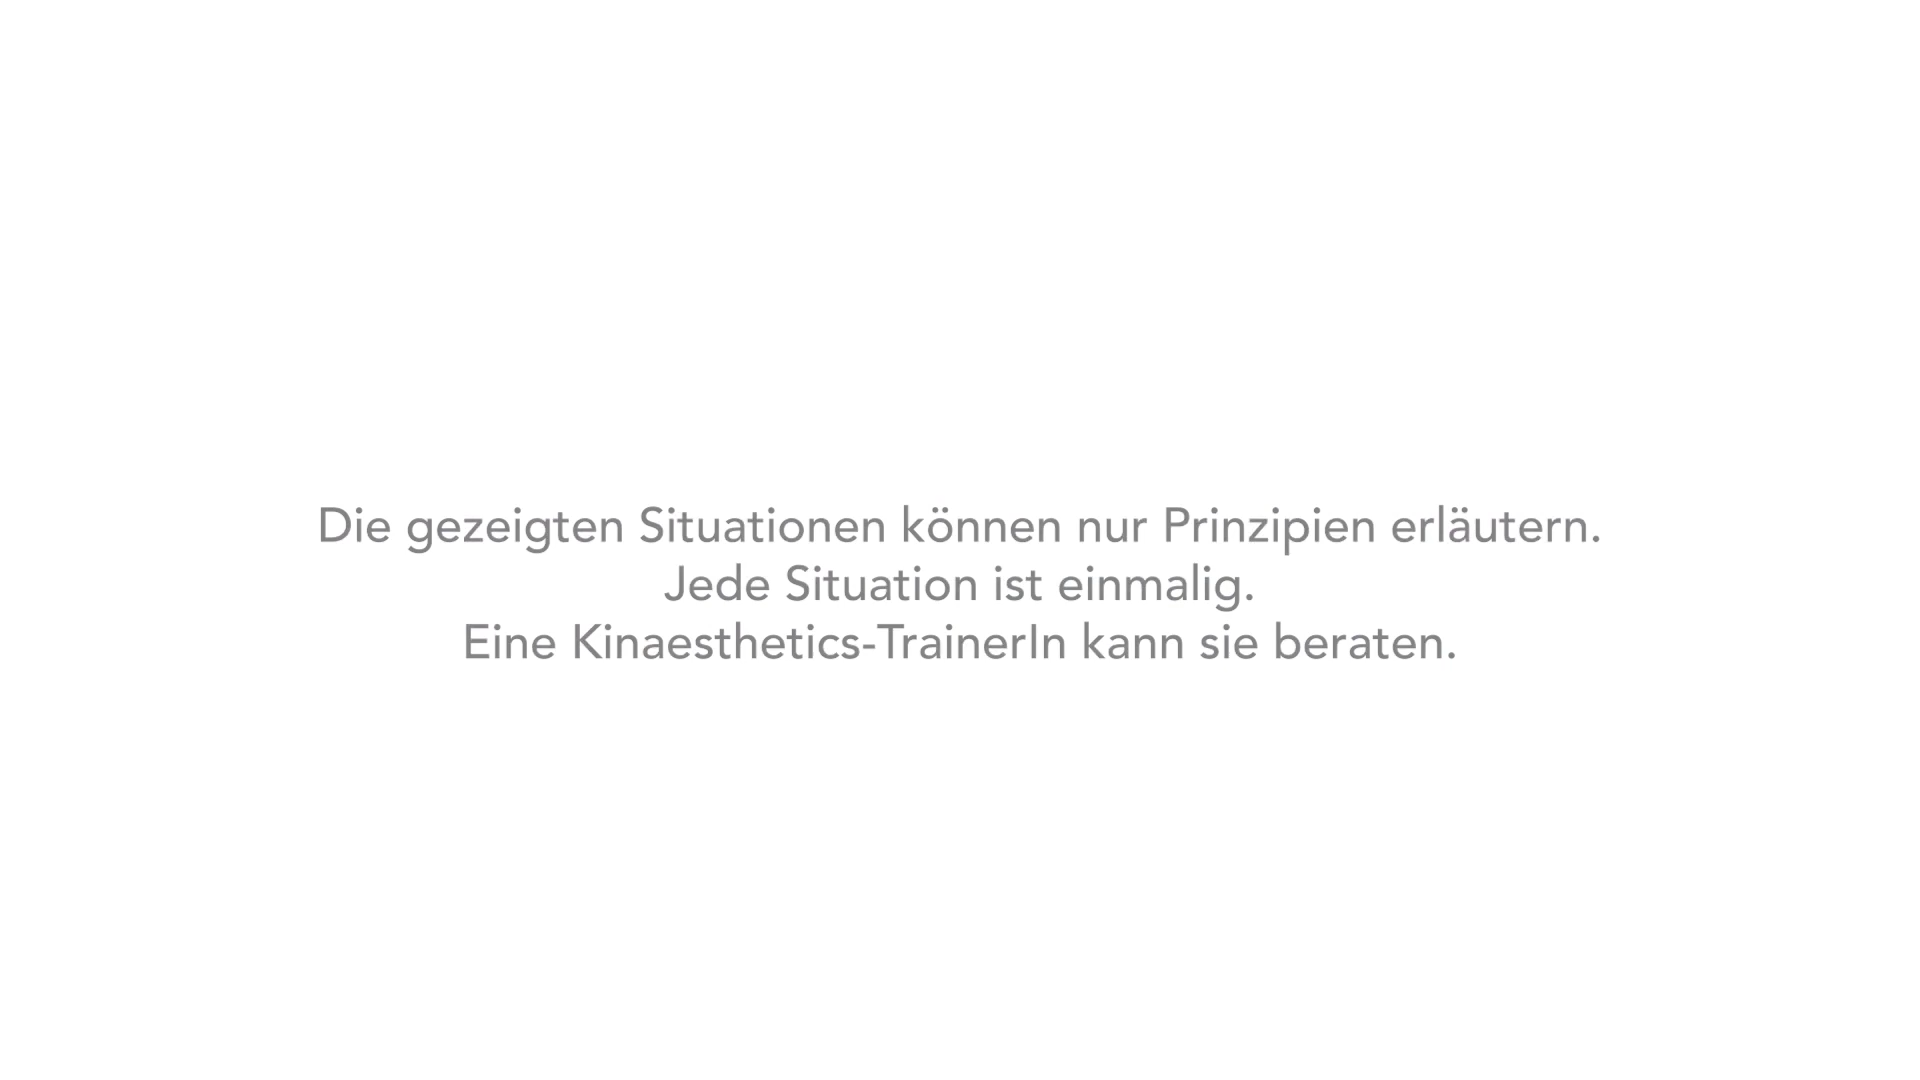 Die gezeigten Situationen können nur Prinzipien erläutern.
Jede Situation ist einmalig.
Eine Kinaesthetics-TrainerIn kann sie beraten.